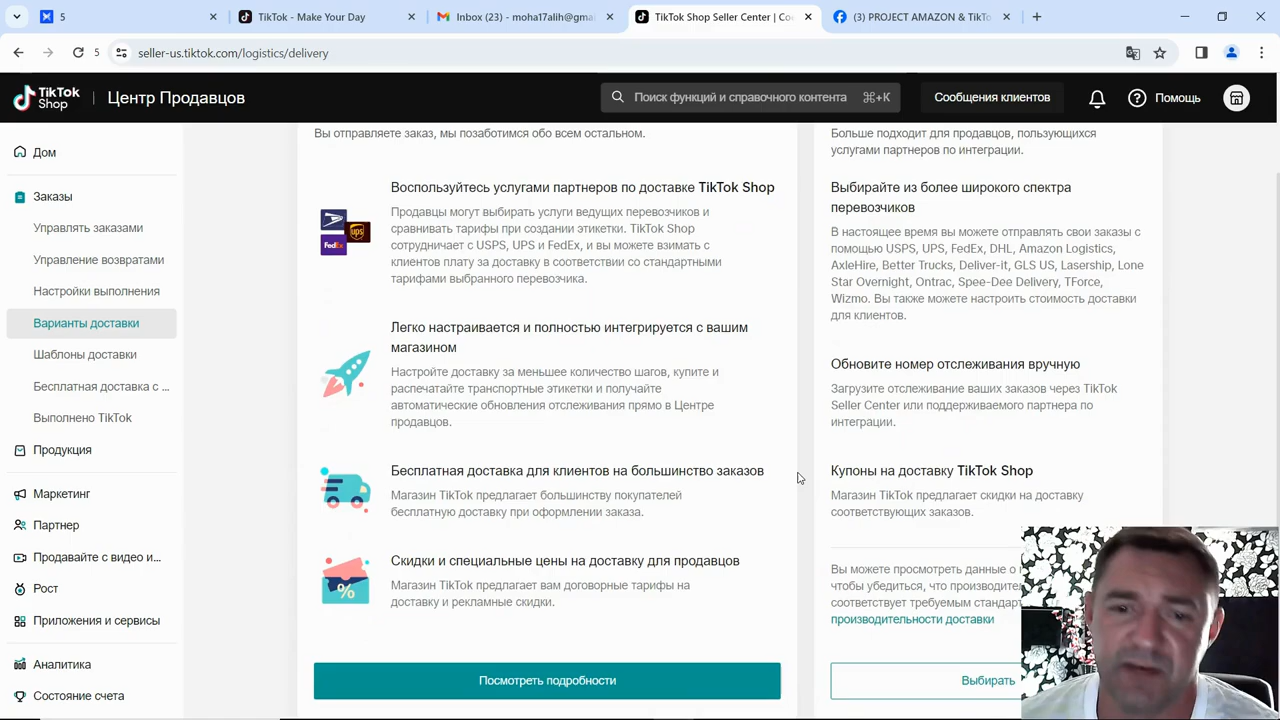 5
TikTok - Make Your Day
Inbox (23) - moha17alih@gmai
TikTok Shop Seller Center | Co
(3) PROJECT AMAZON & TikTo
5
seller-us.tiktok.com/logistics/delivery
TikTok
Shop
Центр Продавцов
Поиск функций и справочного контента
⌘+K
Сообщения клиентов
Помощь
Дом
Заказы
Управлять заказами
Управление возвратами
Настройки выполнения
Варианты доставки
Шаблоны доставки
Бесплатная доставка с ...
Выполнено TikTok
Продукция
Маркетинг
Партнер
Продавайте с видео и...
Рост
Приложения и сервисы
Аналитика
Состояние счета
Вы отправляете заказ, мы позаботимся обо всем остальном.
ups
FedEx
Воспользуйтесь услугами партнеров по доставке TikTok Shop
Продавцы могут выбирать услуги ведущих перевозчиков и
сравнивать тарифы при создании этикетки. TikTok Shop
сотрудничает с USPS, UPS и FedEx, и вы можете взимать с
клиентов плату за доставку в соответствии со стандартными
тарифами выбранного перевозчика.
Легко настраивается и полностью интегрируется с вашим
магазином
Настройте доставку за меньшее количество шагов, купите и
распечатайте транспортные этикетки и получайте
автоматические обновления отслеживания прямо в Центре
продавцов.
Бесплатная доставка для клиентов на большинство заказов
Магазин TikTok предлагает большинству покупателей
бесплатную доставку при оформлении заказа.
%
Скидки и специальные цены на доставку для продавцов
Магазин TikTok предлагает вам договорные тарифы на
доставку и рекламные скидки.
Посмотреть подробности
Больше подходит для продавцов, пользующихся
услугами партнеров по интеграции.
Выбирайте из более широкого спектра
перевозчиков
В настоящее время вы можете отправлять свои заказы с
помощью USPS, UPS, FedEx, DHL, Amazon Logistics,
AxleHire, Better Trucks, Deliver-it, GLS US, Lasership, Lone
Star Overnight, Ontrac, Spee-Dee Delivery, TForce,
Wizmo. Вы также можете настроить стоимость доставки
для клиентов.
Обновите номер отслеживания вручную
Загрузите отслеживание ваших заказов через TikTok
Seller Center или поддерживаемого партнера по
интеграции.
Купоны на доставку TikTok Shop
Магазин TikTok предлагает скидки на доставку
соответствующих заказов.
Вы можете просмотреть данные о
чтобы убедиться, что производител
соответствует требуемым стандарт
производительности доставки
Выбирать